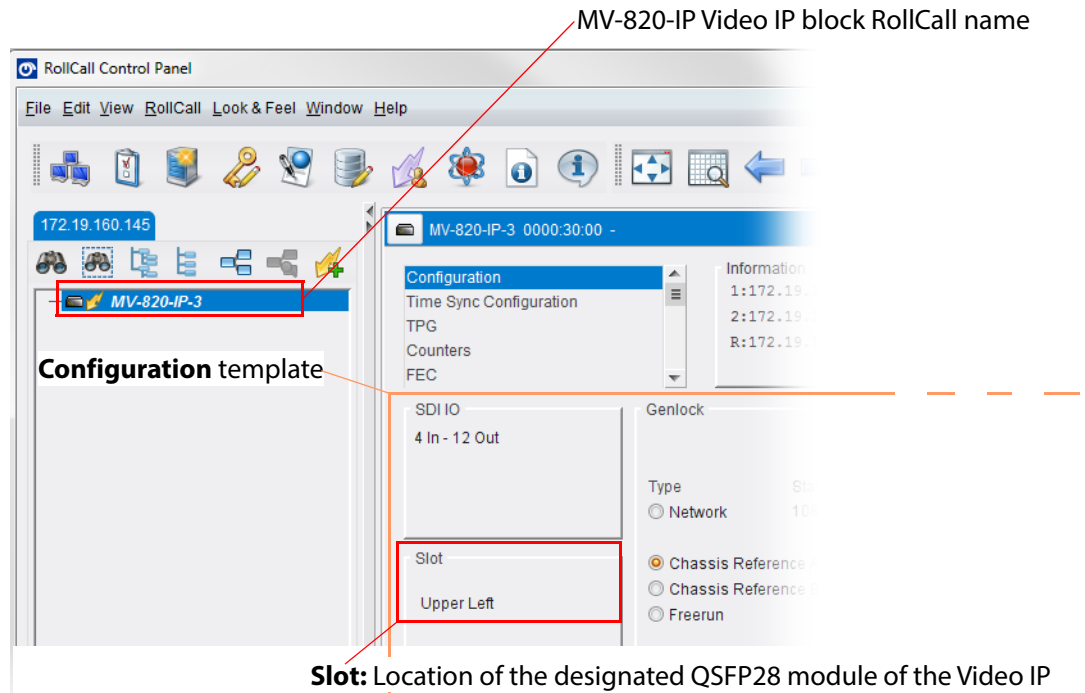 MV-820-IP Video IP block RollCall name
RollCall Control Panel
File Edit View RollCall Look & Feel Window Help
172.19.160.145
MV-820-IP-3 0000:30:00 -
MV-820-IP-3
Configuration template
Configuration
Time Sync Configuration
TPG
Counters
FEC
Information
1:172.19.
2:172.19.
R:172.19.
SDI IO
4 In - 12 Out
Genlock
Type
Network
Chassis Reference
Chassis Reference
Freerun
Slot
Upper Left
Slot: Location of the designated QSFP28 module of the Video IP